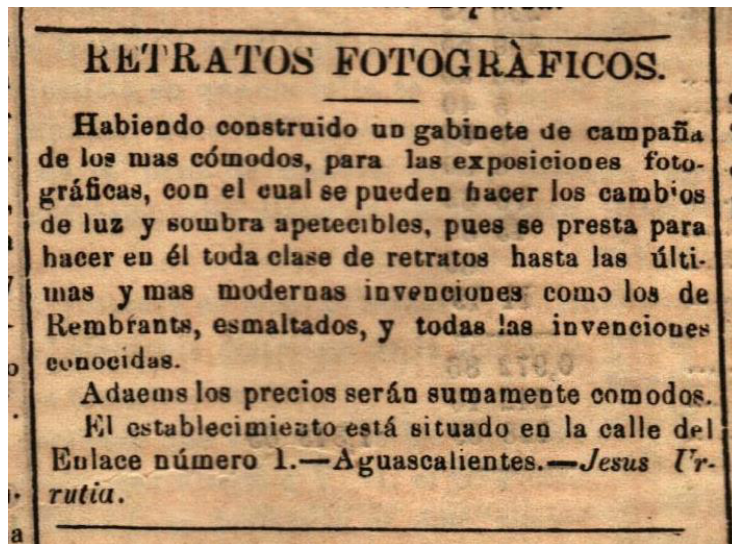 RETRATOS FOTOGRÀFICOS.
Habiendo construido un gabinete de campaña
de los mas cómodos, para las exposiciones foto-
gráficas, con el cual se pueden hacer los cambios
de luz y sombra apetecibles, pues se presta para
hacer en él toda clase de retratos hasta las últi-
mas y mas modernas invenciones como los de
Rembrants, esmaltados, y todas las invenciones
conocidas.
Adaems los precios serán sumamente comodos.
El establecimiento está situado en la calle del
Enlace número 1.—Aguascalientes.—Jesus Ur-
rutia.